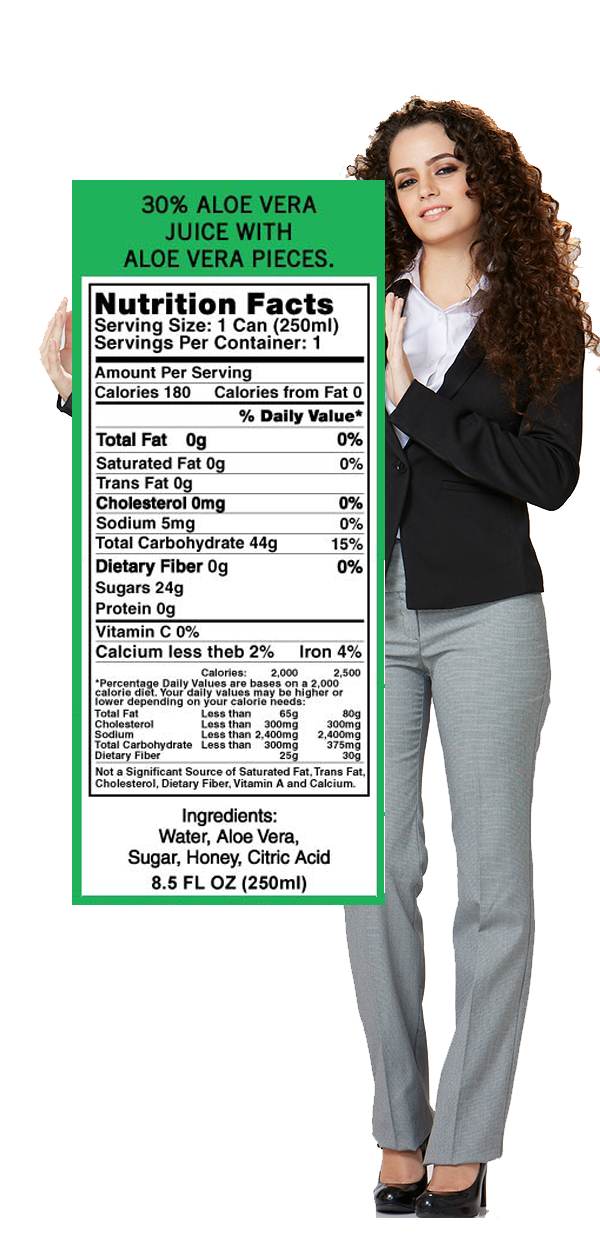 30% ALOE VERA
JUICE WITH
ALOE VERA PIECES.
Nutrition Facts
Serving Size: 1 Can (250ml)
Servings Per Container: 1
Amount Per Serving
Calories 180 Calories from Fat 0
% Daily Value*
Total Fat 0g 0%
Saturated Fat 0g 0%
Trans Fat 0g
Cholesterol 0mg 0%
Sodium 5mg 0%
Total Carbohydrate 44g 15%
Dietary Fiber 0g 0%
Sugars 24g
Protein 0g
Vitamin C 0%
Calcium less theb 2% Iron 4%
Calories: 2,000 2,500
*Percentage Daily Values are bases on a 2,000
calorie diet. Your daily values may be higher or
lower depending on your calorie needs:
Total Fat Less than 65g 80g
Cholesterol Less than 300mg 300mg
Sodium Less than 2,400mg 2,400mg
Total Carbohydrate Less than 300mg 375mg
Dietary Fiber 25g 30g
Not a Significant Source of Saturated Fat, Trans Fat,
Cholesterol, Dietary Fiber, Vitamin A and Calcium.
Ingredients:
Water, Aloe Vera,
Sugar, Honey, Citric Acid
8.5 FL OZ (250ml)